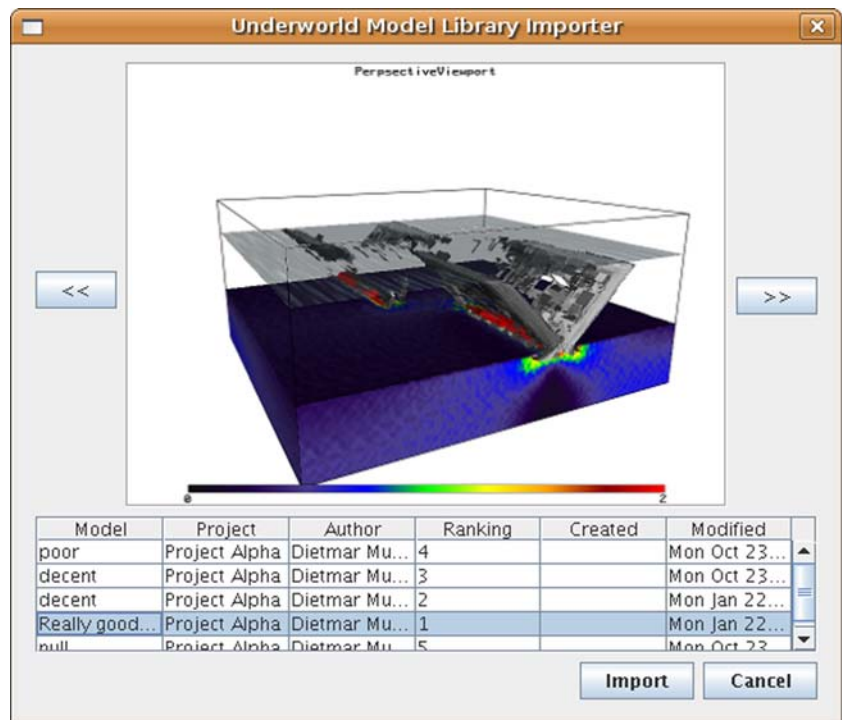 Underworld Model Library Importer
PerpsectiveViewport
<<
>>
0 2
Model Project Author Ranking Created Modified
poor Project Alpha Dietmar Mu... 4 Mon Oct 23...
decent Project Alpha Dietmar Mu... 3 Mon Oct 23...
decent Project Alpha Dietmar Mu... 2 Mon Jan 22...
Really good... Project Alpha Dietmar Mu... 1 Mon Jan 22...
null Project Alpha Dietmar Mu... 5 Mon Oct 23...
Import Cancel